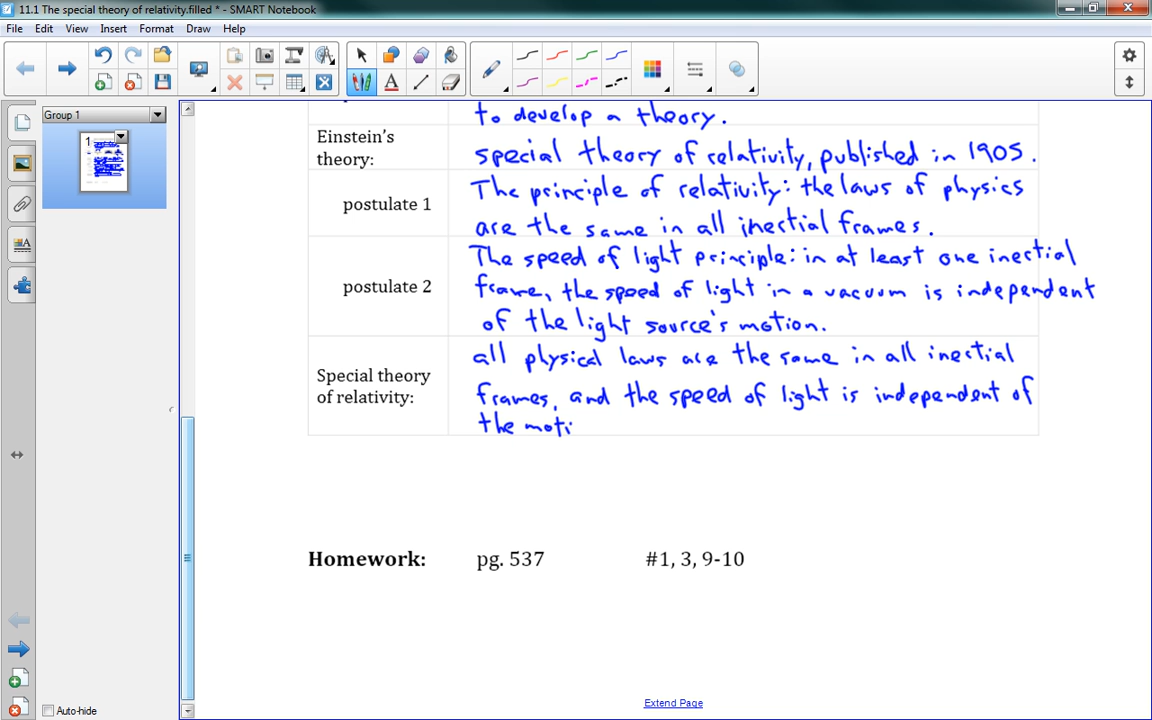 11.1 The special theory of relativity.filled * - SMART Notebook
File Edit View Insert Format Draw Help
Group 1
1
to develop a theory.
Einstein's
theory:
special theory of relativity, published in 1905.
postulate 1
The principle of relativity: the laws of physics
are the same in all inertial frames.
postulate 2
The speed of light principle: in at least one inertial
frame, the speed of light in a vacuum is independent
of the light source's motion.
Special theory
of relativity:
all physical laws are the same in all inertial
frames, and the speed of light is independent of
the moti
Homework: pg. 537 #1, 3, 9-10
Extend Page
Auto-hide